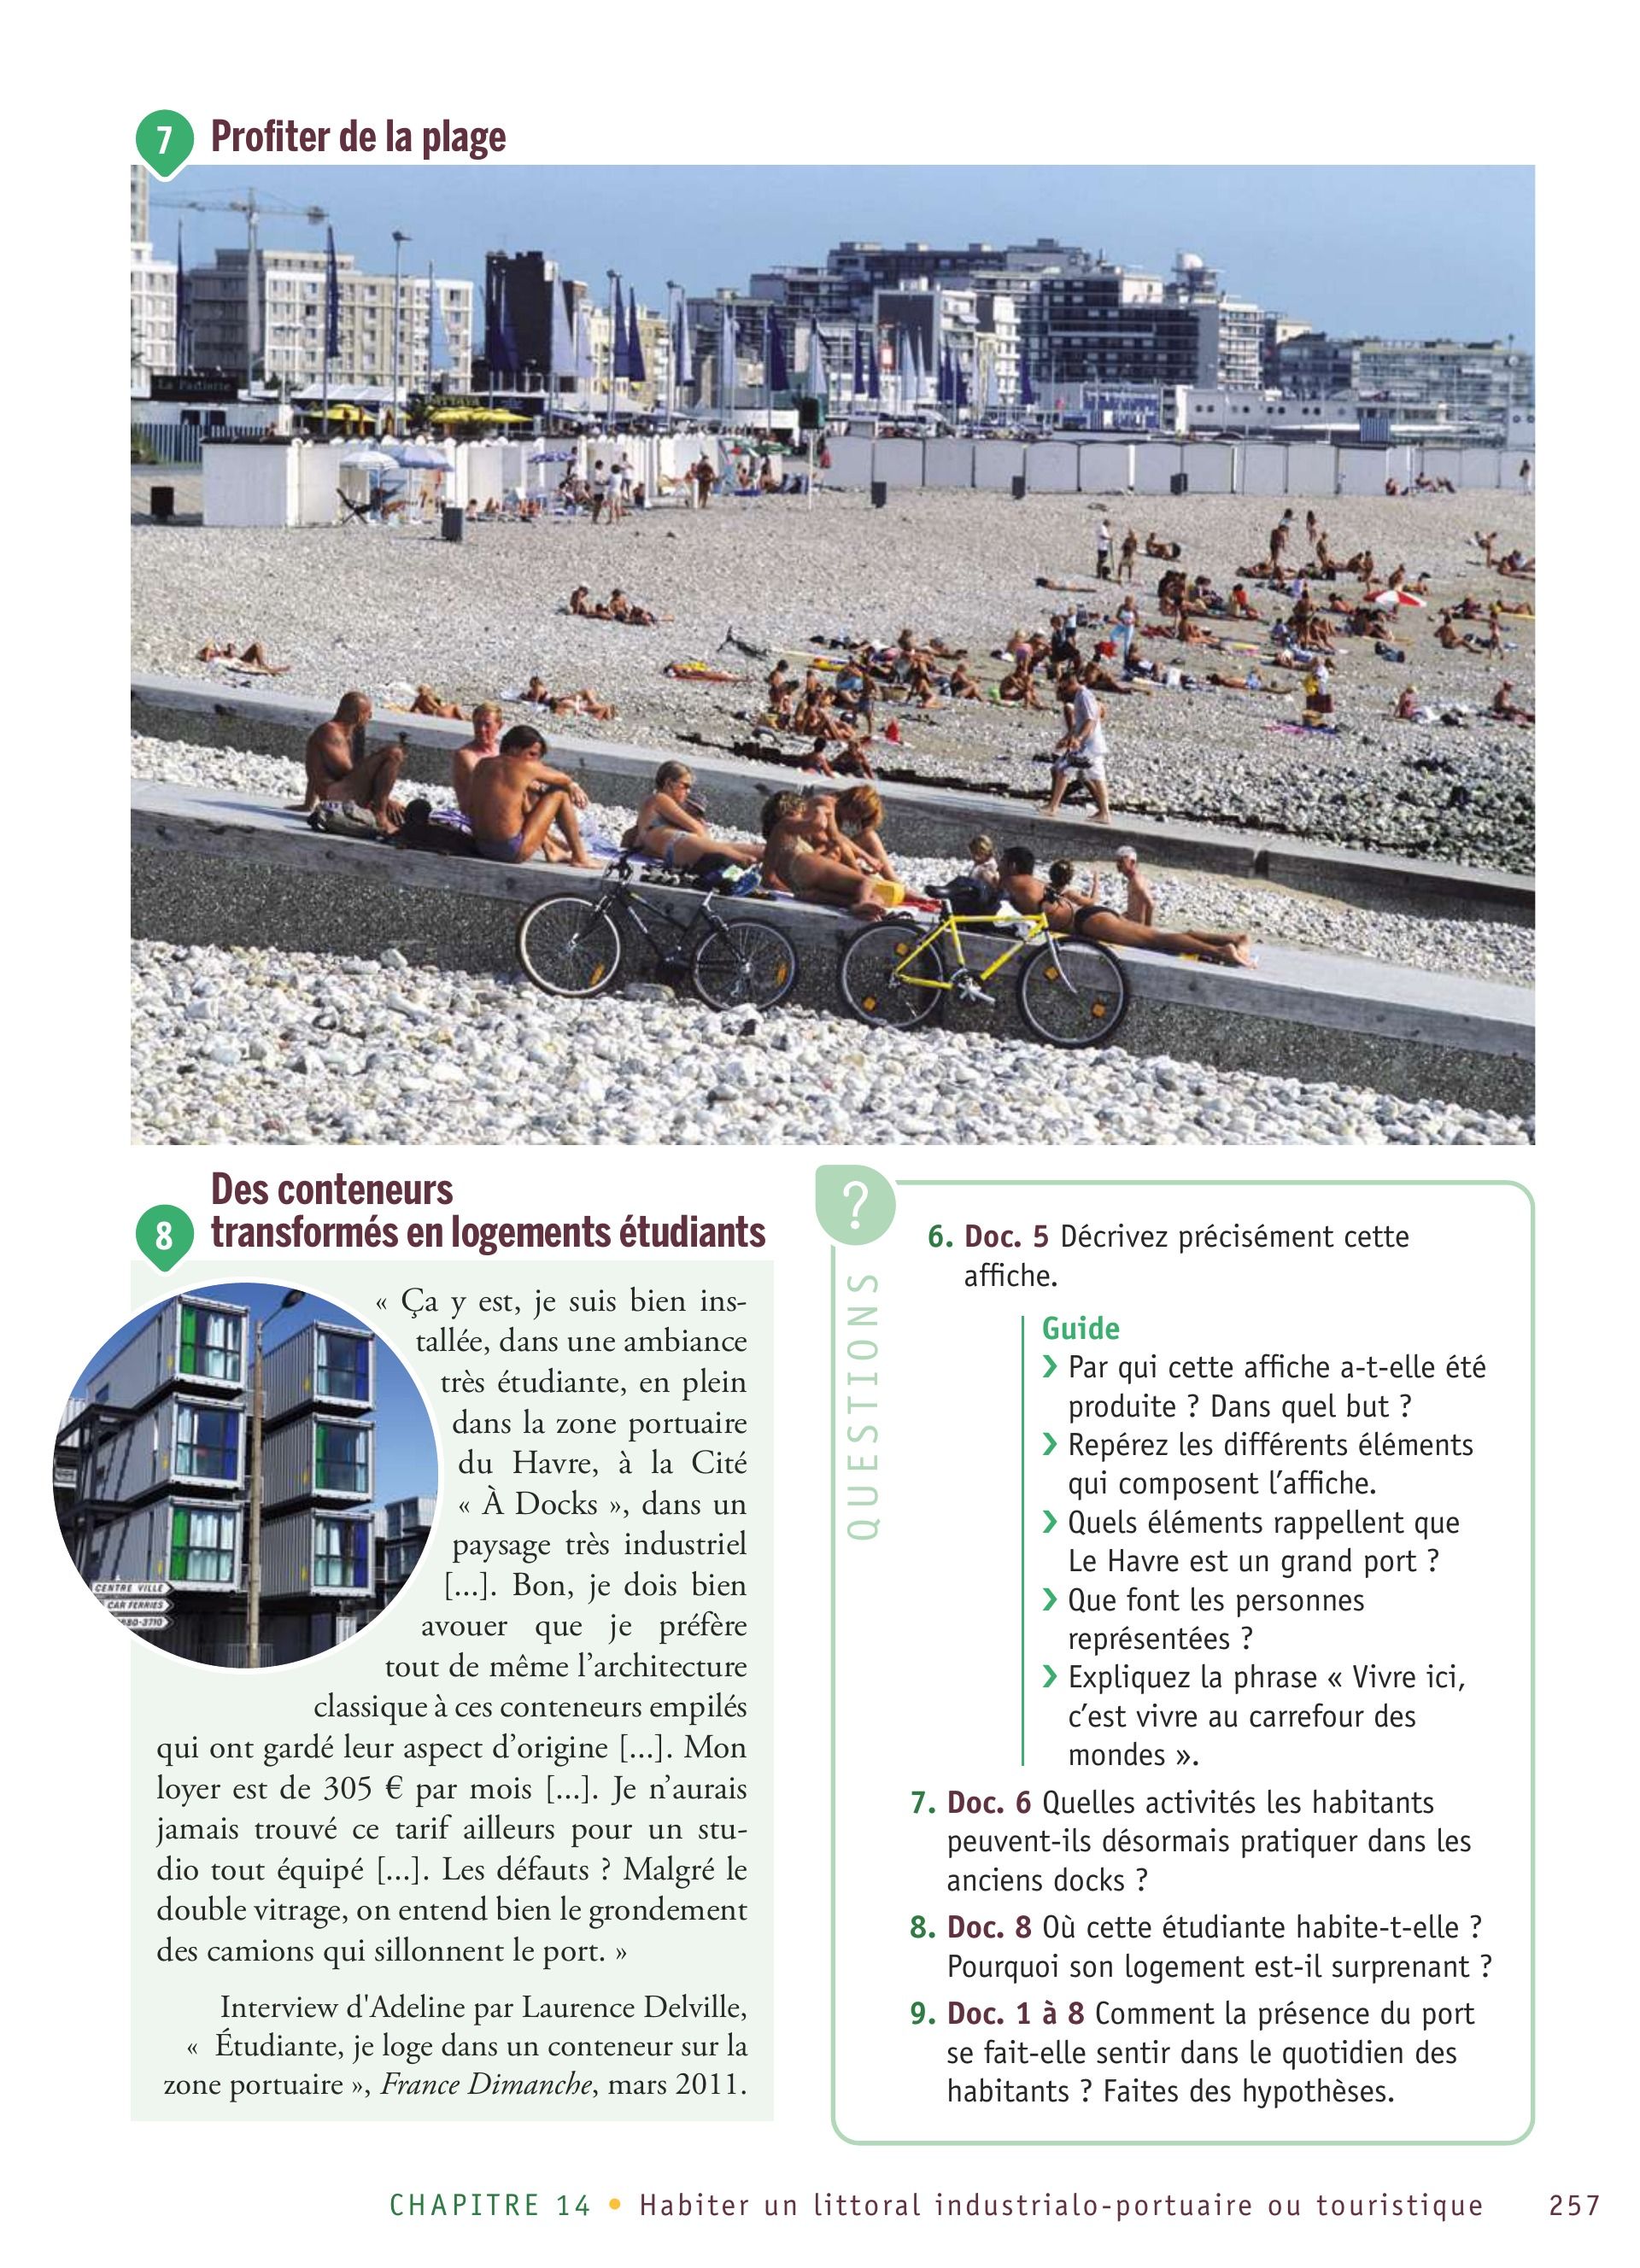 7 Profiter de la plage
La Paillotte
Des conteneurs
8 transformés en logements étudiants
« Ça y est, je suis bien ins-
tallée, dans une ambiance
très étudiante, en plein
dans la zone portuaire
du Havre, à la Cité
« À Docks », dans un
paysage très industriel
[...]. Bon, je dois bien
avouer que je préfère
tout de même l’architecture
classique à ces conteneurs empilés
qui ont gardé leur aspect d’origine [...]. Mon
loyer est de 305 € par mois [...]. Je n’aurais
jamais trouvé ce tarif ailleurs pour un stu-
dio tout équipé [...]. Les défauts ? Malgré le
double vitrage, on entend bien le grondement
des camions qui sillonnent le port. »
Interview d'Adeline par Laurence Delville,
« Étudiante, je loge dans un conteneur sur la
zone portuaire », France Dimanche, mars 2011.
CENTRE VILLE
CAR FERRIES
?
QUESTIONS
6. Doc. 5 Décrivez précisément cette
affiche.
Guide
› Par qui cette affiche a-t-elle été
produite ? Dans quel but ?
› Repérez les différents éléments
qui composent l’affiche.
› Quels éléments rappellent que
Le Havre est un grand port ?
› Que font les personnes
représentées ?
› Expliquez la phrase « Vivre ici,
c’est vivre au carrefour des
mondes ».
7. Doc. 6 Quelles activités les habitants
peuvent-ils désormais pratiquer dans les
anciens docks ?
8. Doc. 8 Où cette étudiante habite-t-elle ?
Pourquoi son logement est-il surprenant ?
9. Doc. 1 à 8 Comment la présence du port
se fait-elle sentir dans le quotidien des
habitants ? Faites des hypothèses.
CHAPITRE 14 • Habiter un littoral industrialo-portuaire ou touristique 257